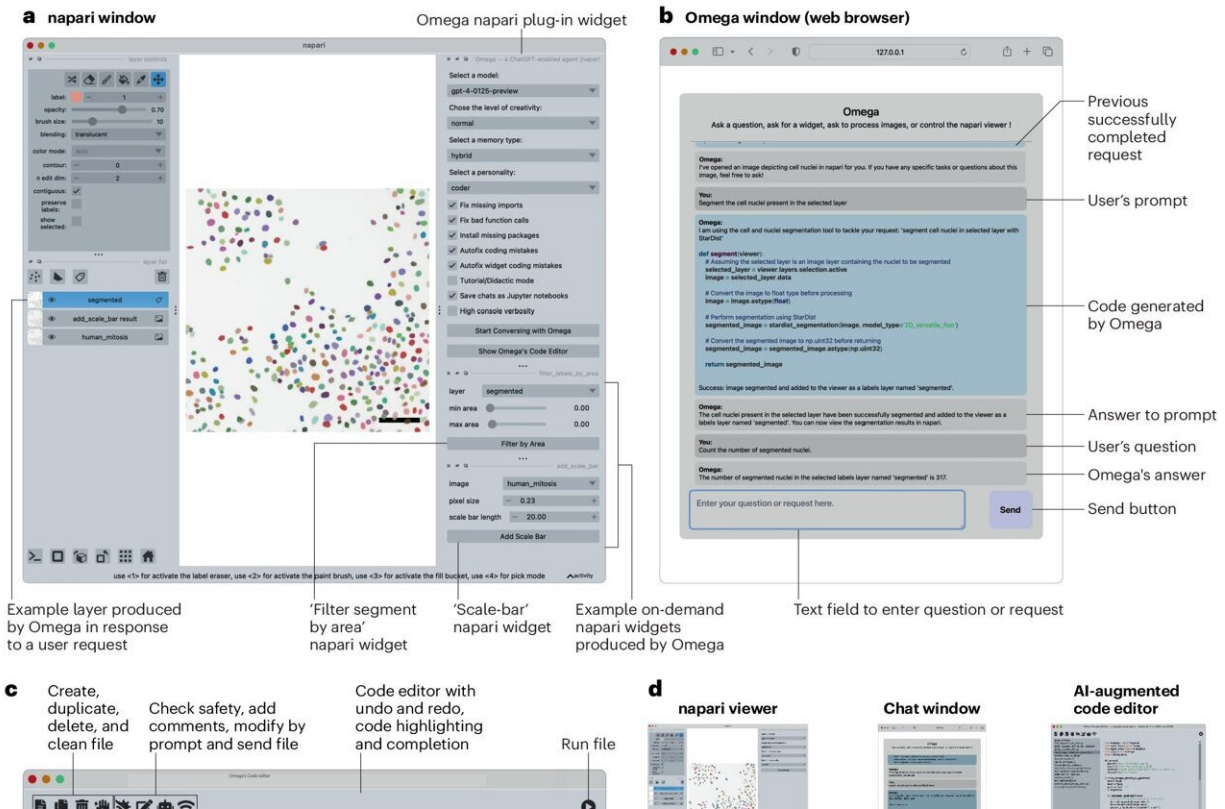 a napari window
Omega napari plug-in widget
b Omega window (web browser)
napari
layer controls
label: 1
opacity: 0.70
brush size: 10
blending: translucent
color mode: auto
contour: 0
n edit dim: 2
contiguous:
preserve
labels:
show
selected:
layer list
segmented
add_scale_bar result
human_mitosis
Omega — a ChatGPT-enabled agent (napari
Select a model:
gpt-4-0125-preview
Chose the level of creativity:
normal
Select a memory type:
hybrid
Select a personality:
coder
Fix missing imports
Fix bad function calls
Install missing packages
Autofix coding mistakes
Autofix widget coding mistakes
Tutorial/Didactic mode
Save chats as Jupyter notebooks
High console verbosity
Start Conversing with Omega
Show Omega's Code Editor
filter_labels_by_area
layer segmented
min area 0.00
max area 0.00
Filter by Area
add_scale_bar
image human_mitosis
pixel size 0.23
scale bar length 20.00
Add Scale Bar
use <1> for activate the label eraser, use <2> for activate the paint brush, use <3> for activate the fill bucket, use <4> for pick mode
activity
Example layer produced
by Omega in response
to a user request
'Filter segment
by area'
napari widget
'Scale-bar'
napari widget
Example on-demand
napari widgets
produced by Omega
127.0.0.1
Omega
Ask a question, ask for a widget, ask to process images, or control the napari viewer !
Omega:
I've opened an image depicting cell nuclei in napari for you. If you have any specific tasks or questions about this
image, feel free to ask!
You:
Segment the cell nuclei present in the selected layer
Omega:
I am using the cell and nuclei segmentation tool to tackle your request: 'segment cell nuclei in selected layer with
StarDist'
def segment(viewer):
# Assuming the selected layer is an image layer containing the nuclei to be segmented
selected_layer = viewer.layers.selection.active
image = selected_layer.data
# Convert the image to float type before processing
image = image.astype(float)
# Perform segmentation using StarDist
segmented_image = stardist_segmentation(image, model_type='2D_versatile_fluo')
# Convert the segmented image to np.uint32 before returning
segmented_image = segmented_image.astype(np.uint32)
return segmented_image
Success: image segmented and added to the viewer as a labels layer named 'segmented'.
Omega:
The cell nuclei present in the selected layer have been successfully segmented and added to the viewer as a
labels layer named 'segmented'. You can now view the segmentation results in napari.
You:
Count the number of segmented nuclei.
Omega:
The number of segmented nuclei in the selected labels layer named 'segmented' is 317.
Enter your question or request here.
Send
Previous
successfully
completed
request
User's prompt
Code generated
by Omega
Answer to prompt
User's question
Omega's answer
Send button
Text field to enter question or request
c
Create,
duplicate,
delete, and
clean file
Check safety, add
comments, modify by
prompt and send file
Code editor with
undo and redo,
code highlighting
and completion
Run file
Omega's Code editor
d
napari viewer
Chat window
AI-augmented
code editor